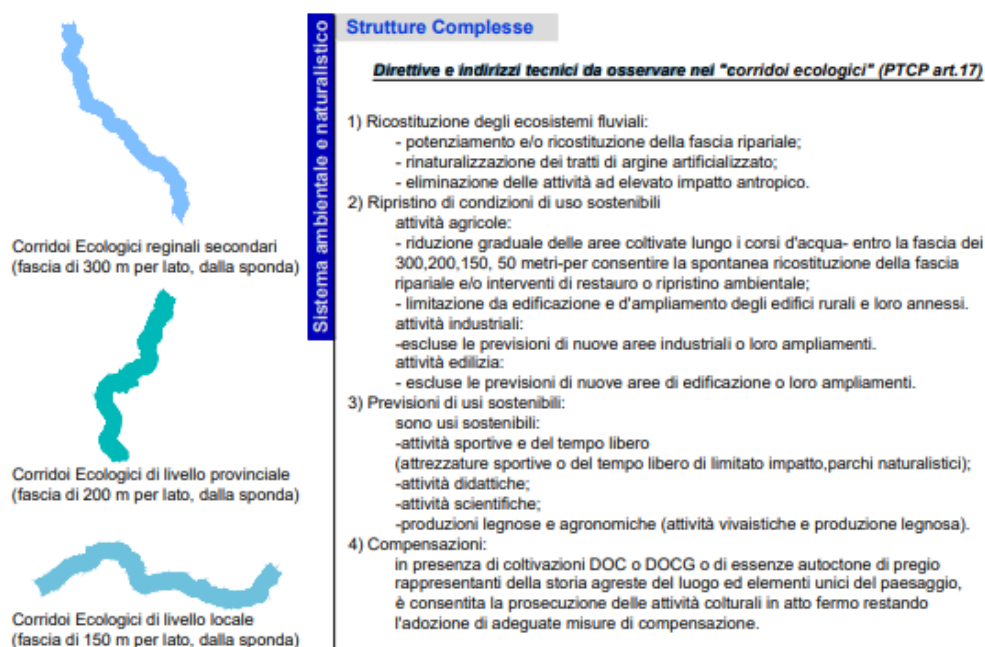 Corridoi Ecologici reginali secondari
(fascia di 300 m per lato, dalla sponda)
Corridoi Ecologici di livello provinciale
(fascia di 200 m per lato, dalla sponda)
Corridoi Ecologici di livello locale
(fascia di 150 m per lato, dalla sponda)
Sistema ambientale e naturalistico
Strutture Complesse
Direttive e indirizzi tecnici da osservare nei "corridoi ecologici" (PTCP art.17)
1) Ricostituzione degli ecosistemi fluviali:
- potenziamento e/o ricostituzione della fascia ripariale;
- rinaturalizzazione dei tratti di argine artificializzato;
- eliminazione delle attività ad elevato impatto antropico.
2) Ripristino di condizioni di uso sostenibili
attività agricole:
- riduzione graduale delle aree coltivate lungo i corsi d'acqua- entro la fascia dei
300,200,150, 50 metri-per consentire la spontanea ricostituzione della fascia
ripariale e/o interventi di restauro o ripristino ambientale;
- limitazione da edificazione e d'ampliamento degli edifici rurali e loro annessi.
attività industriali:
-escluse le previsioni di nuove aree industriali o loro ampliamenti.
attività edilizia:
- escluse le previsioni di nuove aree di edificazione o loro ampliamenti.
3) Previsioni di usi sostenibili:
sono usi sostenibili:
-attività sportive e del tempo libero
(attrezzature sportive o del tempo libero di limitato impatto,parchi naturalistici);
-attività didattiche;
-attività scientifiche;
-produzioni legnose e agronomiche (attività vivaistiche e produzione legnosa).
4) Compensazioni:
in presenza di coltivazioni DOC o DOCG o di essenze autoctone di pregio
rappresentanti della storia agreste del luogo ed elementi unici del paesaggio,
è consentita la prosecuzione delle attività colturali in atto fermo restando
l'adozione di adeguate misure di compensazione.